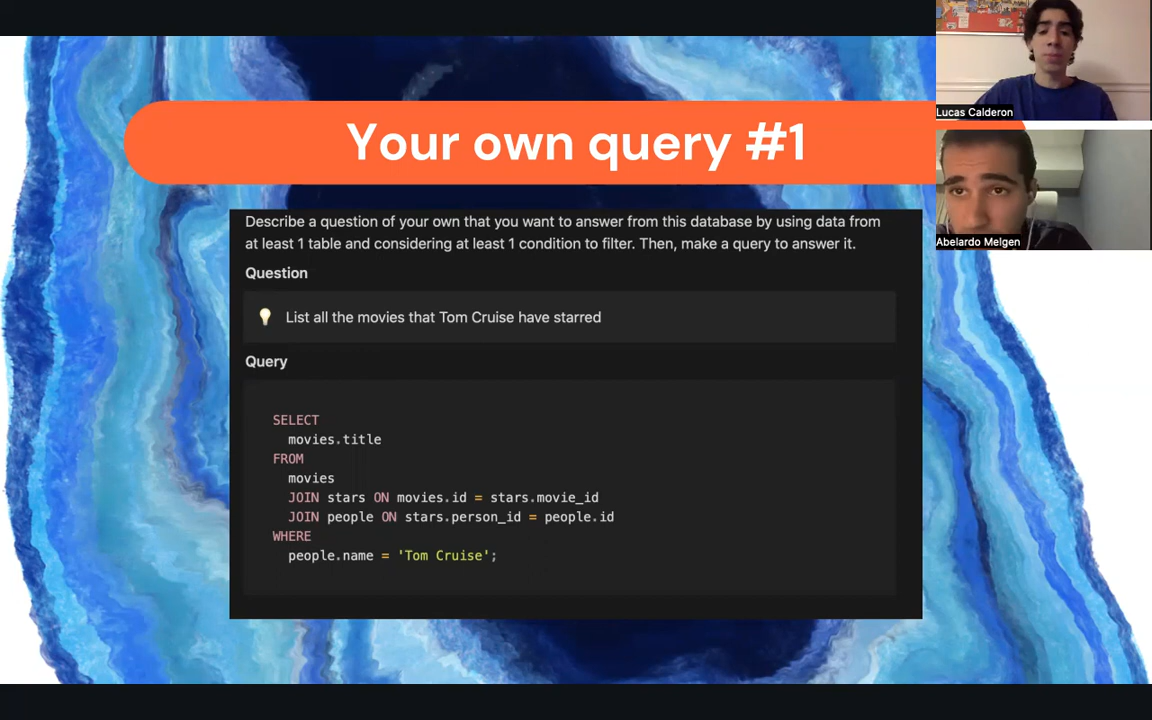 Your own query #1
Lucas Calderon
Abelardo Melgen
Describe a question of your own that you want to answer from this database by using data from
at least 1 table and considering at least 1 condition to filter. Then, make a query to answer it.
Question
List all the movies that Tom Cruise have starred
Query
SELECT
movies.title
FROM
movies
JOIN stars ON movies.id = stars.movie_id
JOIN people ON stars.person_id = people.id
WHERE
people.name = 'Tom Cruise';